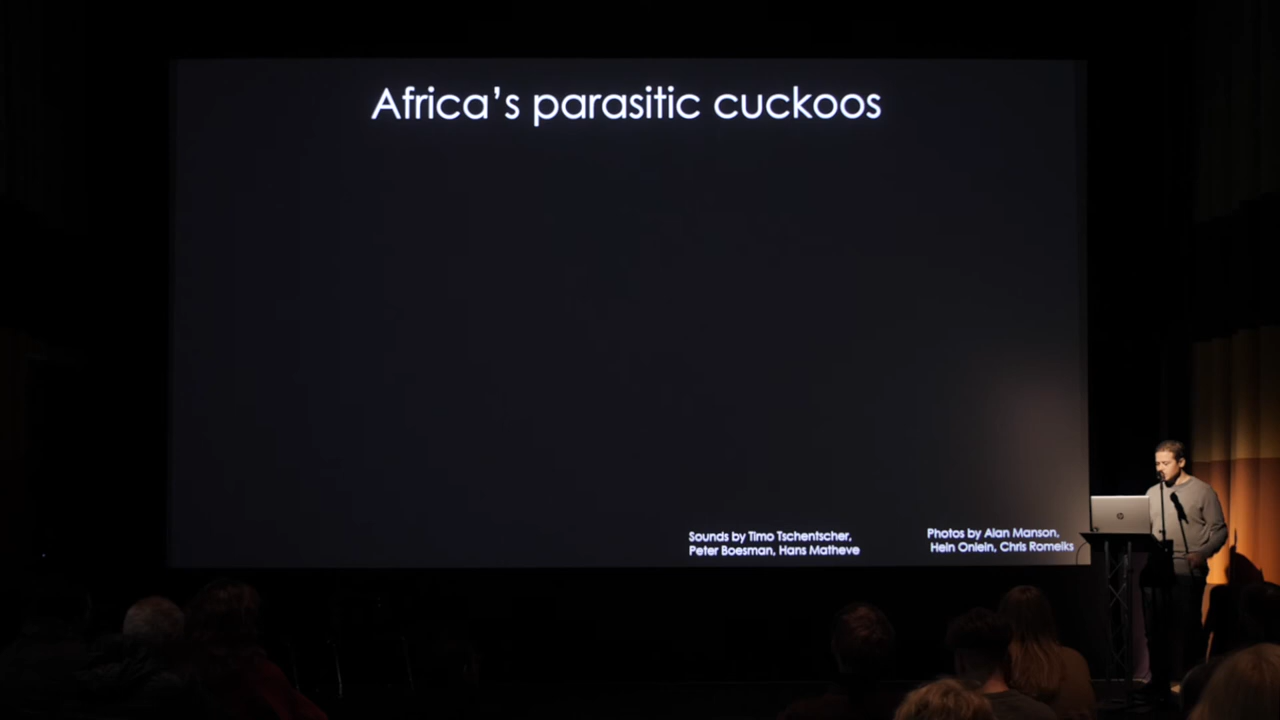 Africa's parasitic cuckoos
Sounds by Timo Tschentscher,
Peter Boesman, Hans Matheve
Photos by Alan Manson,
Hein Onlein, Chris Romeiks